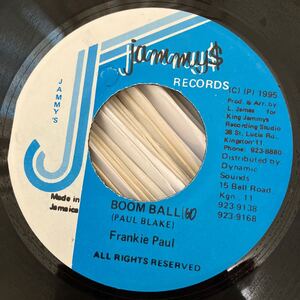 jammy$
RECORDS
JAMMY'S
(C) (P) 1995
Prod & Arr. by
L. James for
King Jammys
Recording Studio
38 St. Lucia Rd.
Kingston 11.
Phone: 923-8880
Distributed by
Dynamic
Sounds
15 Bell Road.
Kgn. 11
923-9138
923-9168
Made in
Jamaica
BOOM BALL 160
(PAUL BLAKE)
Frankie Paul
ALL RIGHTS RESERVED